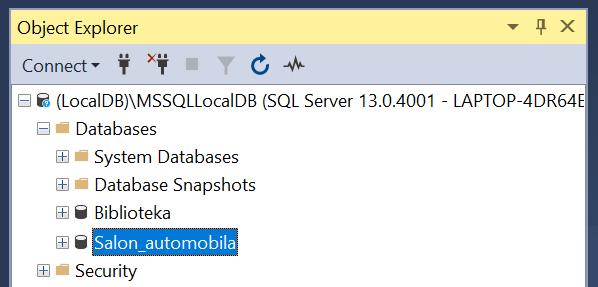 Object Explorer
Connect
(LocalDB)\MSSQLLocalDB (SQL Server 13.0.4001 - LAPTOP-4DR64E
Databases
System Databases
Database Snapshots
Biblioteka
Salon_automobila
Security